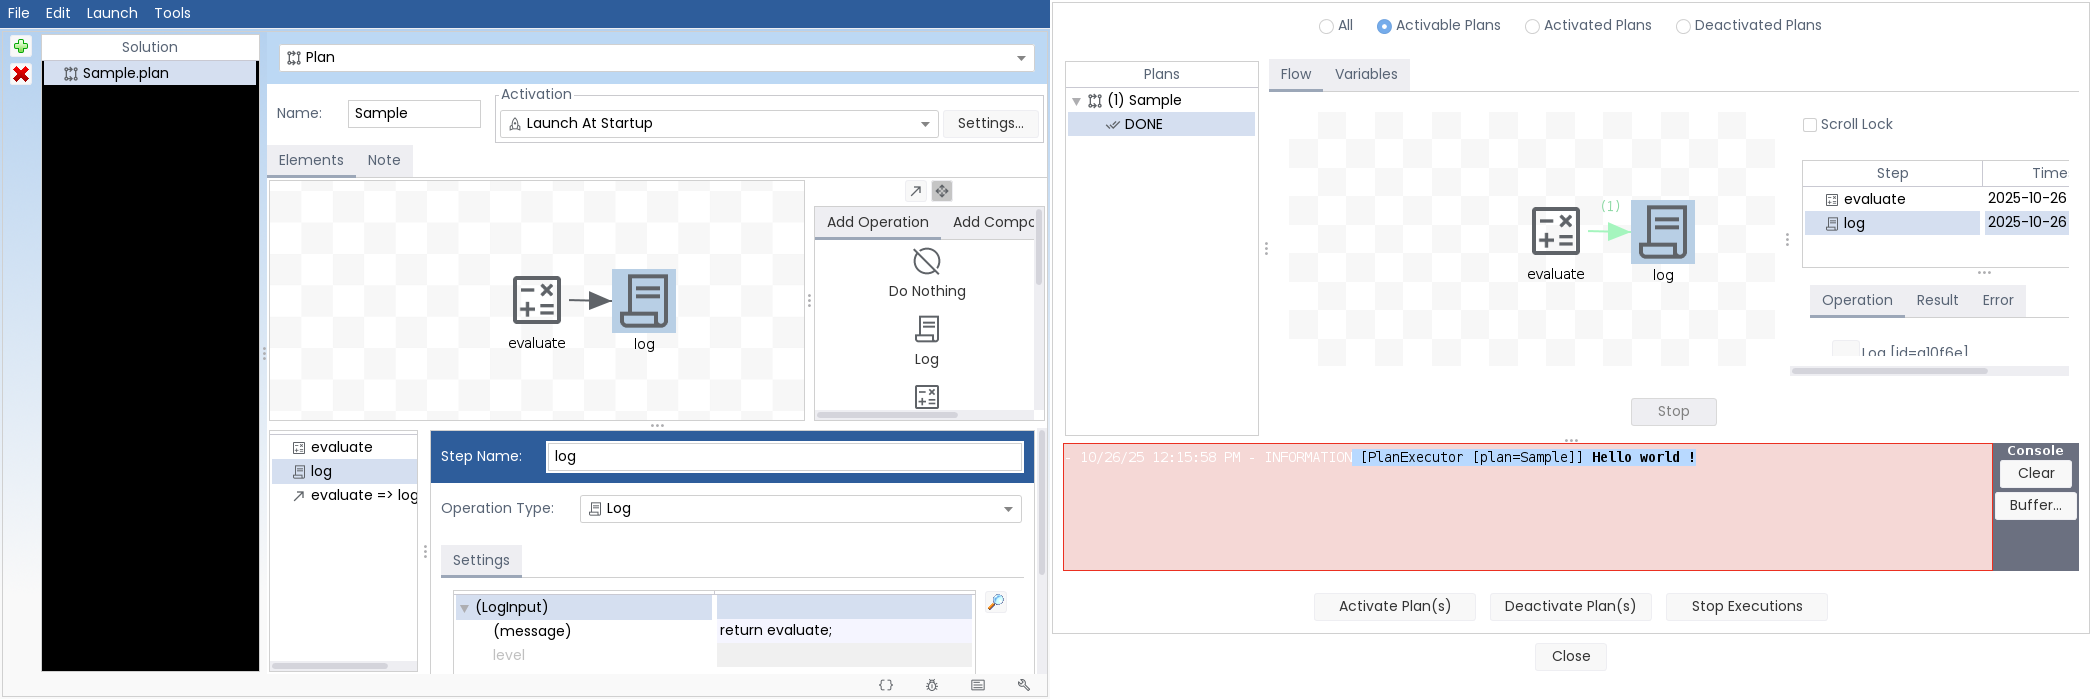 File Edit Launch Tools
Solution
Sample.plan
Plan
Name: Sample
Activation
Launch At Startup
Settings...
Elements Note
evaluate
log
Add Operation Add Compo
Do Nothing
Log
evaluate
log
evaluate => log
Step Name: log
Operation Type: Log
Settings
(LogInput)
(message) return evaluate;
level
All Activable Plans Activated Plans Deactivated Plans
Plans
(1) Sample
DONE
Flow Variables
(1)
evaluate
log
Scroll Lock
Step Time
evaluate 2025-10-26
log 2025-10-26
Operation Result Error
Log [id=g10f6e]
Stop
- 10/26/25 12:15:58 PM - INFORMATION [PlanExecutor [plan=Sample]] Hello world !
Console
Clear
Buffer...
Activate Plan(s) Deactivate Plan(s) Stop Executions
Close